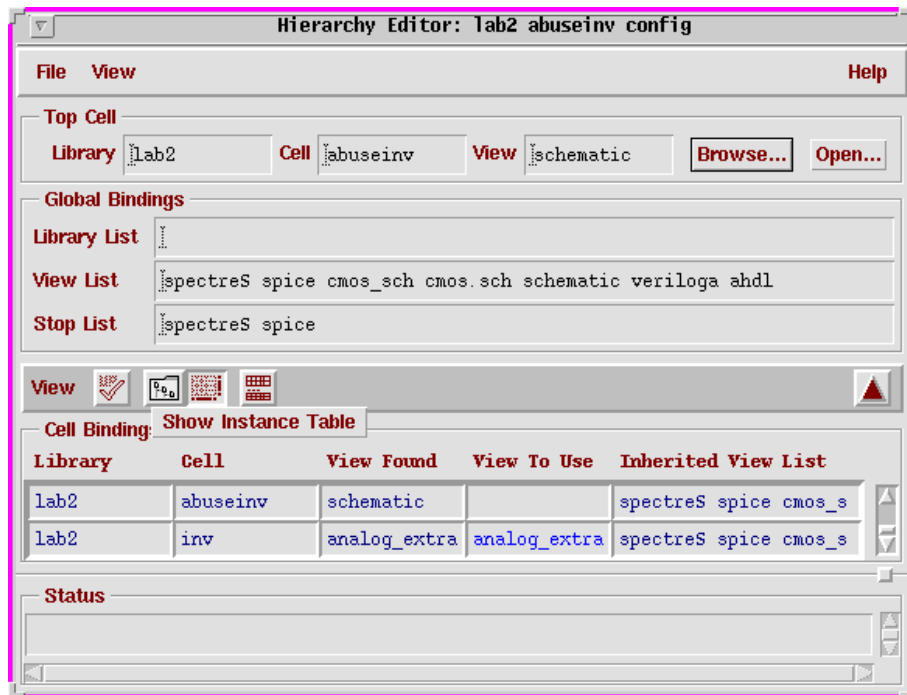 Hierarchy Editor: lab2 abuseinv config
File View Help
Top Cell
Library lab2 Cell abuseinv View schematic Browse... Open...
Global Bindings
Library List
View List spectreS spice cmos_sch cmos.sch schematic veriloga ahdl
Stop List spectreS spice
View
Show Instance Table
Cell Binding
Library Cell View Found View To Use Inherited View List
lab2 abuseinv schematic spectreS spice cmos_s
lab2 inv analog_extra analog_extra spectreS spice cmos_s
Status